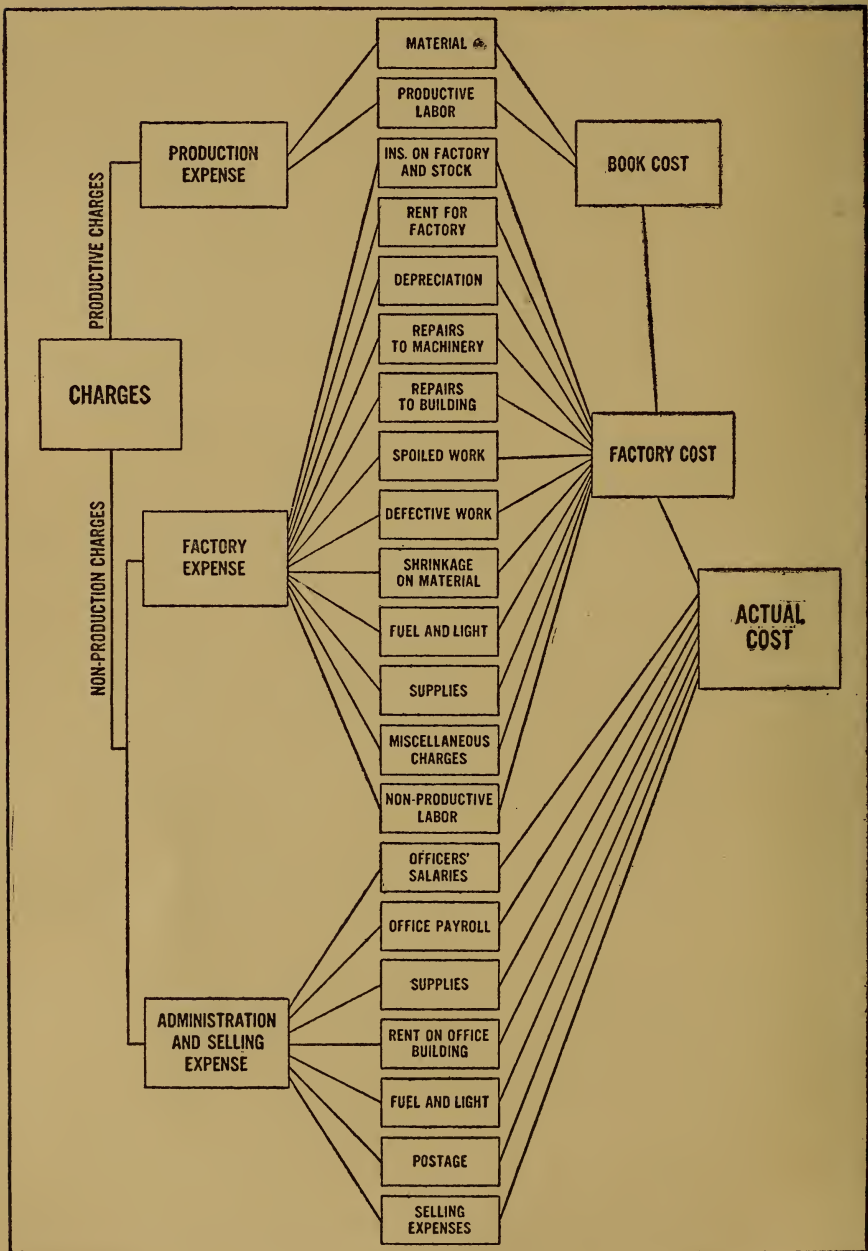 CHARGES
PRODUCTIVE CHARGES
NON-PRODUCTION CHARGES
PRODUCTION
EXPENSE
FACTORY
EXPENSE
ADMINISTRATION
AND SELLING
EXPENSE
MATERIAL
PRODUCTIVE
LABOR
INS. ON FACTORY
AND STOCK
RENT FOR
FACTORY
DEPRECIATION
REPAIRS
TO MACHINERY
REPAIRS
TO BUILDING
SPOILED WORK
DEFECTIVE WORK
SHRINKAGE
ON MATERIAL
FUEL AND LIGHT
SUPPLIES
MISCELLANEOUS
CHARGES
NON-PRODUCTIVE
LABOR
OFFICERS'
SALARIES
OFFICE PAYROLL
SUPPLIES
RENT ON OFFICE
BUILDING
FUEL AND LIGHT
POSTAGE
SELLING
EXPENSES
BOOK COST
FACTORY COST
ACTUAL
COST